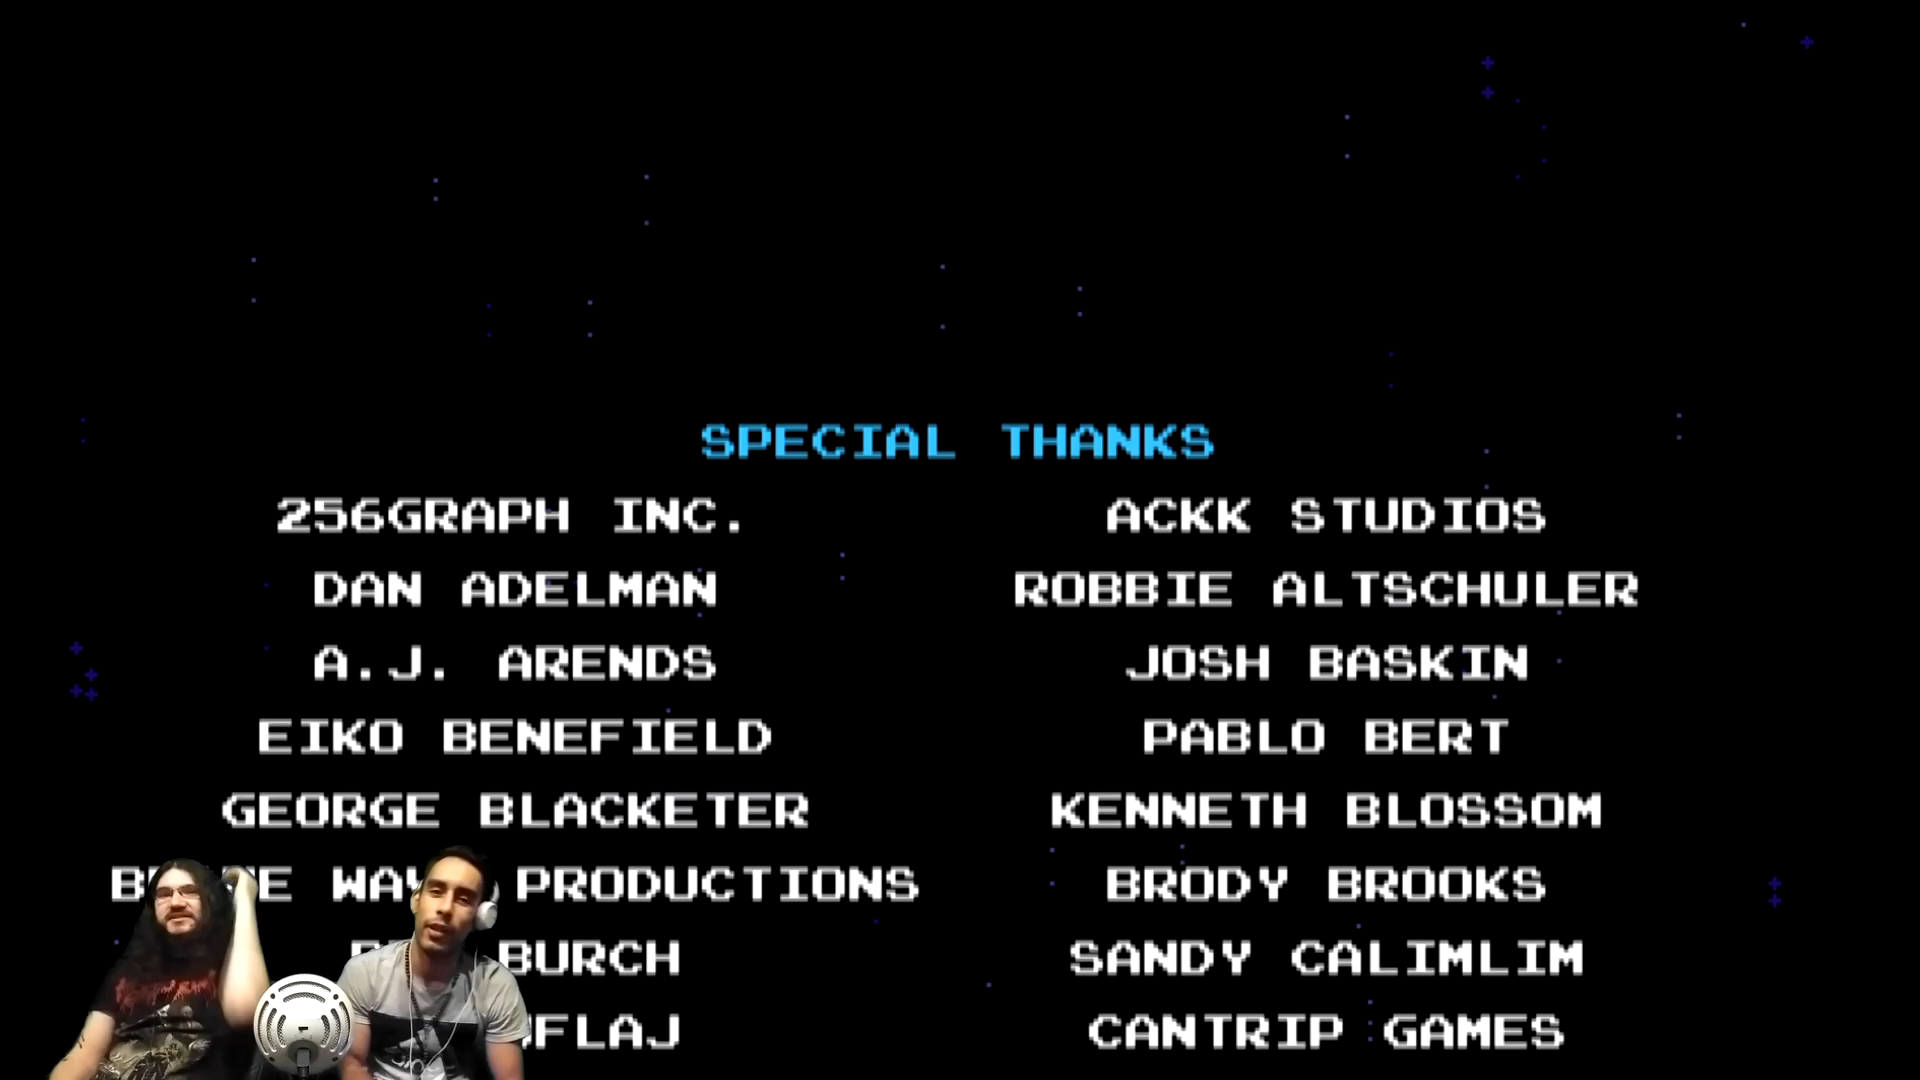 SPECIAL THANKS
256GRAPH INC. ACKK STUDIOS
DAN ADELMAN ROBBIE ALTSCHULER
A.J. ARENDS JOSH BASKIN
EIKO BENEFIELD PABLO BERT
GEORGE BLACKETER KENNETH BLOSSOM
PRODUCTIONS BRODY BROOKS
BURCH SANDY CALIMLIM
CANTRIP GAMES